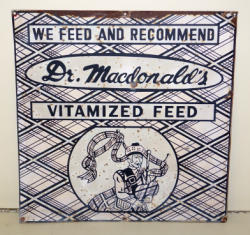 WE FEED AND RECOMMEND
Dr. Macdonald's
VITAMIZED FEED